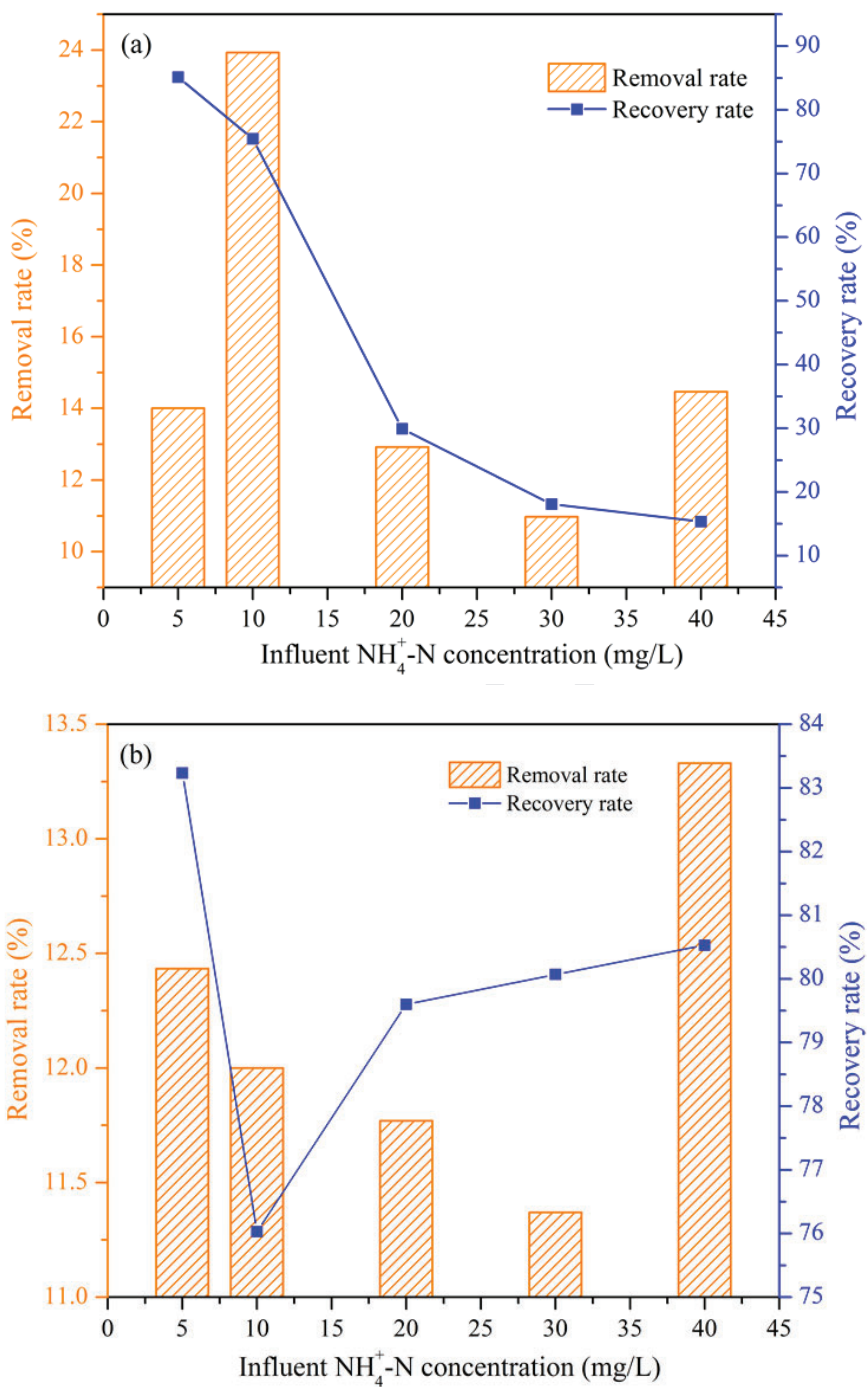 (a)
Removal rate
Recovery rate
24
22
20
18
16
14
12
10
Removal rate (%)
90
80
70
60
50
40
30
20
10
Recovery rate (%)
0 5 10 15 20 25 30 35 40 45
Influent NH₄⁺-N concentration (mg/L)
(b)
Removal rate
Recovery rate
13.5
13.0
12.5
12.0
11.5
11.0
Removal rate (%)
84
83
82
81
80
79
78
77
76
75
Recovery rate (%)
0 5 10 15 20 25 30 35 40 45
Influent NH₄⁺-N concentration (mg/L)